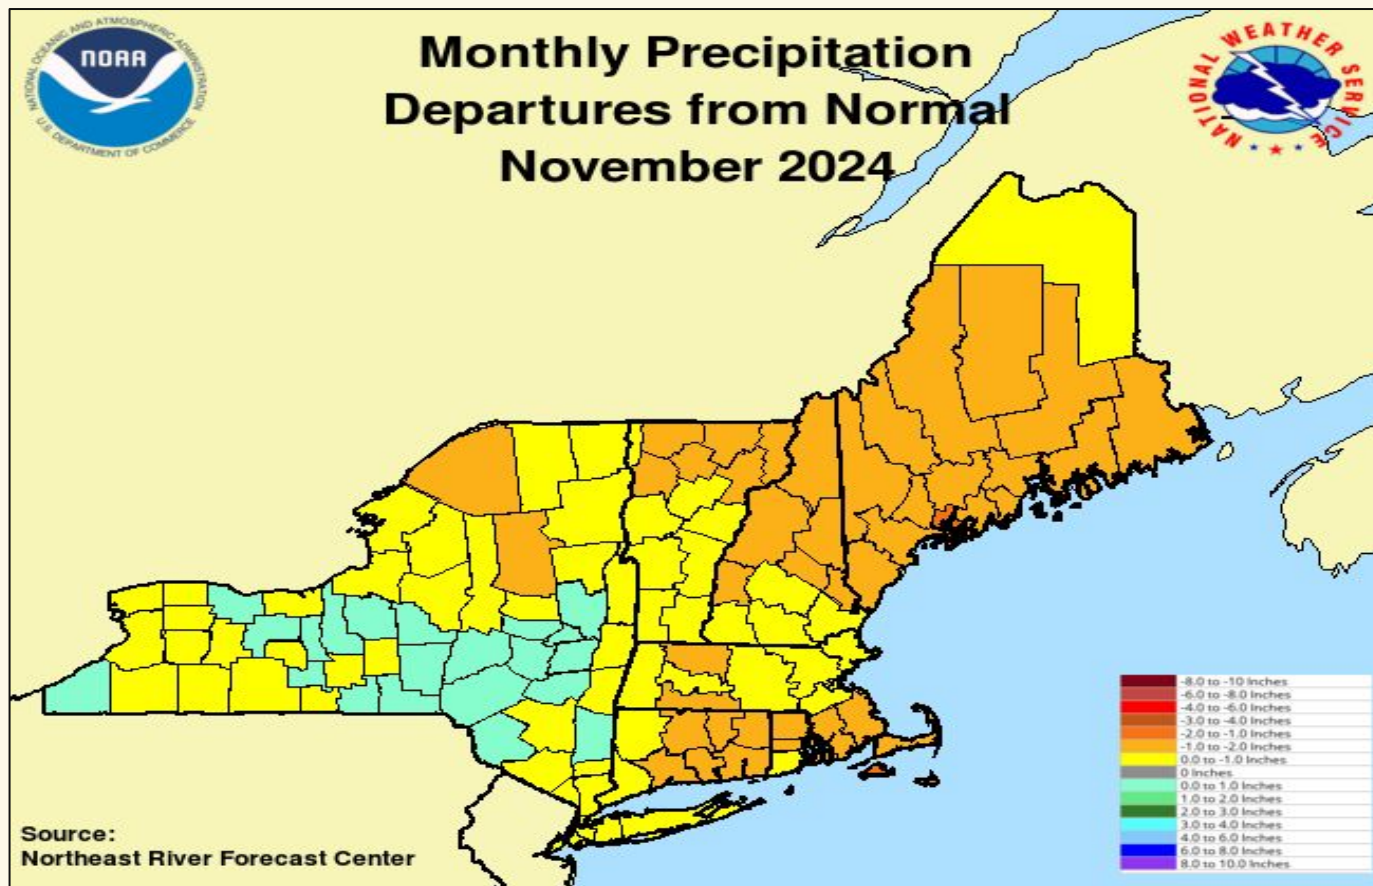 NATIONAL OCEANIC AND ATMOSPHERIC ADMINISTRATION
NOAA
U.S. DEPARTMENT OF COMMERCE
Monthly Precipitation
Departures from Normal
November 2024
NATIONAL WEATHER SERVICE
-8.0 to -10 Inches
-6.0 to -8.0 Inches
-4.0 to -6.0 Inches
-3.0 to -4.0 Inches
-2.0 to -1.0 Inches
-1.0 to -2.0 Inches
0.0 to -1.0 Inches
0 Inches
0.0 to 1.0 Inches
1.0 to 2.0 Inches
2.0 to 3.0 Inches
3.0 to 4.0 Inches
4.0 to 6.0 Inches
6.0 to 8.0 Inches
8.0 to 10.0 Inches
Source:
Northeast River Forecast Center